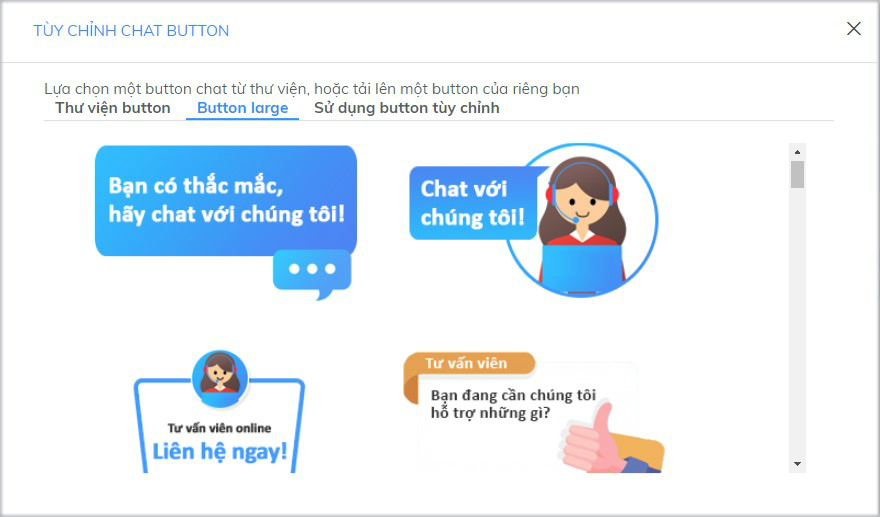 TÙY CHỈNH CHAT BUTTON
Lựa chọn một button chat từ thư viện, hoặc tải lên một button của riêng bạn
Thư viện button
Button large
Sử dụng button tùy chỉnh
Bạn có thắc mắc,
hãy chat với chúng tôi!
Chat với
chúng tôi!
Tư vấn viên online
Liên hệ ngay!
Tư vấn viên
Bạn đang cần chúng tôi
hỗ trợ những gì?